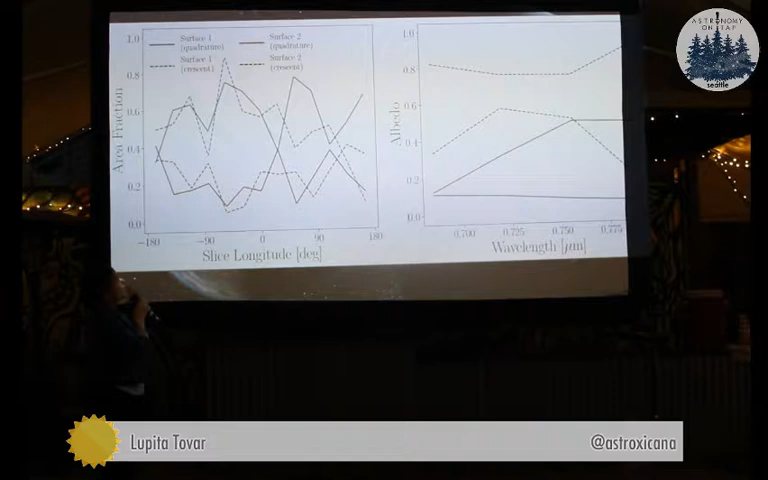 ASTRONOMY
ON TAP
seattle
Surface 1
(quadrature)
Surface 2
(quadrature)
Surface 1
(crescent)
Surface 2
(crescent)
Area Fraction
1.0
0.8
0.6
0.4
0.2
0.0
−180
−90
0
90
180
Slice Longitude [deg]
Albedo
1.0
0.8
0.6
0.4
0.2
0.0
0.700
0.725
0.750
0.775
Wavelength [μm]
Lupita Tovar
@astroxicana